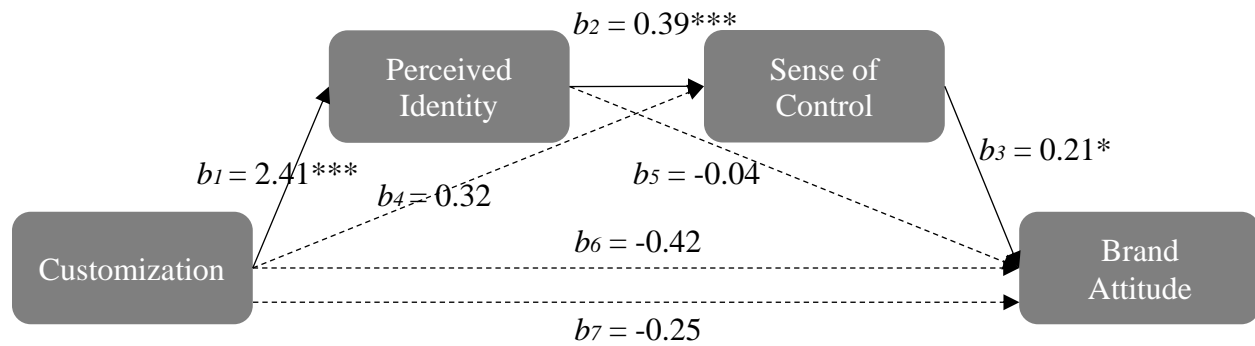 b2 = 0.39***
Perceived
Identity
Sense of
Control
b1 = 2.41***
b4 = 0.32
b5 = -0.04
b3 = 0.21*
Customization
b6 = -0.42
Brand
Attitude
b7 = -0.25